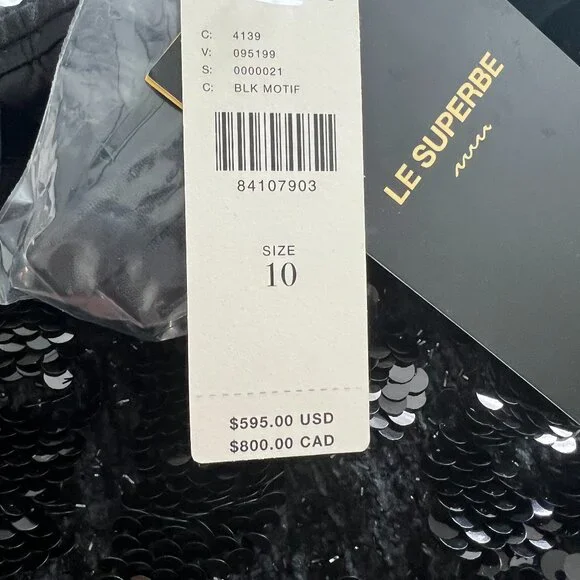 C: 4139
V: 095199
S: 0000021
C: BLK MOTIF
84107903
SIZE
10
$595.00 USD
$800.00 CAD
LE SUPERBE